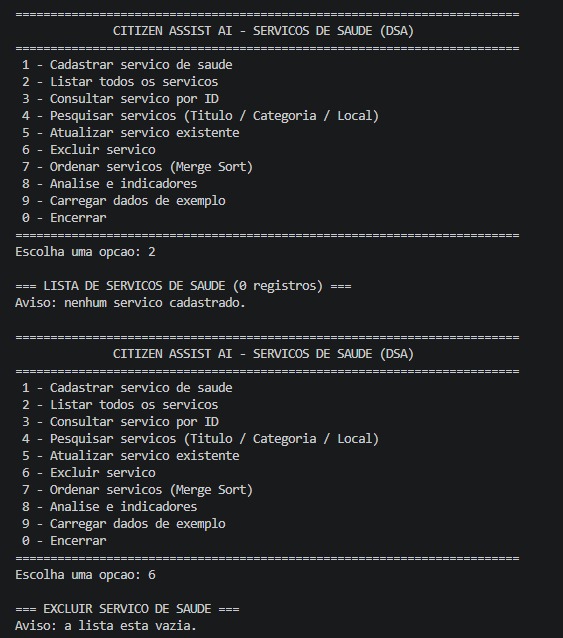 ========================================================================
CITIZEN ASSIST AI - SERVICOS DE SAUDE (DSA)
========================================================================
1 - Cadastrar servico de saude
2 - Listar todos os servicos
3 - Consultar servico por ID
4 - Pesquisar servicos (Titulo / Categoria / Local)
5 - Atualizar servico existente
6 - Excluir servico
7 - Ordenar servicos (Merge Sort)
8 - Analise e indicadores
9 - Carregar dados de exemplo
0 - Encerrar
========================================================================
Escolha uma opcao: 2
=== LISTA DE SERVICOS DE SAUDE (0 registros) ===
Aviso: nenhum servico cadastrado.
========================================================================
CITIZEN ASSIST AI - SERVICOS DE SAUDE (DSA)
========================================================================
1 - Cadastrar servico de saude
2 - Listar todos os servicos
3 - Consultar servico por ID
4 - Pesquisar servicos (Titulo / Categoria / Local)
5 - Atualizar servico existente
6 - Excluir servico
7 - Ordenar servicos (Merge Sort)
8 - Analise e indicadores
9 - Carregar dados de exemplo
0 - Encerrar
========================================================================
Escolha uma opcao: 6
=== EXCLUIR SERVICO DE SAUDE ===
Aviso: a lista esta vazia.